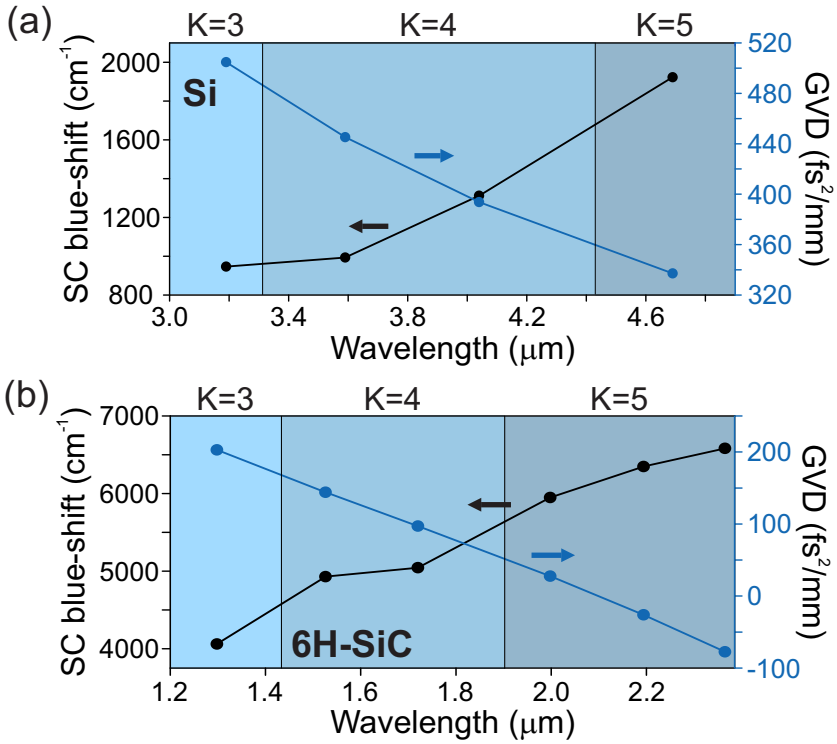 (a)
K=3 K=4 K=5
Si
SC blue-shift (cm⁻¹)
2000
1600
1200
800
520
480
440
400
360
320
GVD (fs²/mm)
3.0 3.4 3.8 4.2 4.6
Wavelength (μm)
(b)
K=3 K=4 K=5
6H-SiC
SC blue-shift (cm⁻¹)
7000
6000
5000
4000
200
100
0
-100
GVD (fs²/mm)
1.2 1.4 1.6 1.8 2.0 2.2
Wavelength (μm)